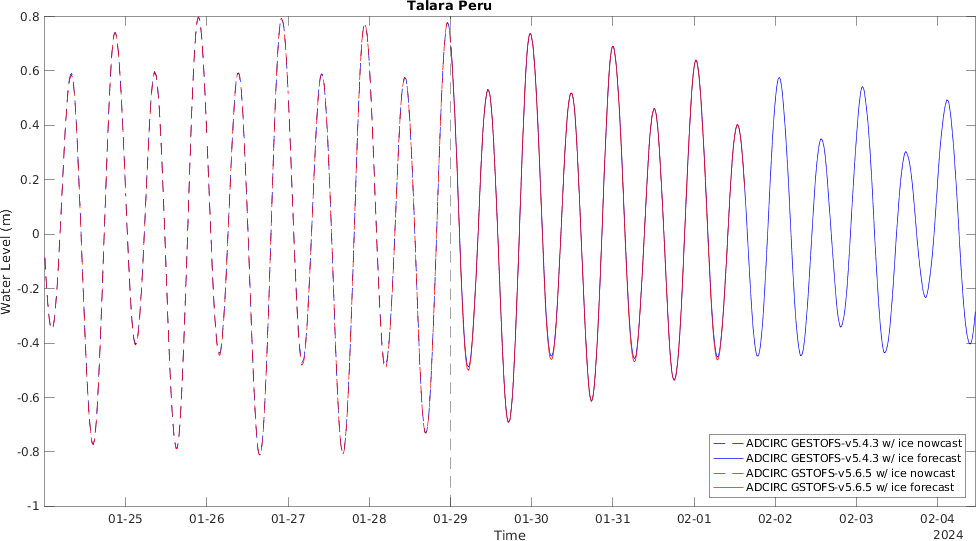 Talara Peru
0.8
0.6
0.4
0.2
0
-0.2
-0.4
-0.6
-0.8
-1
Water Level (m)
ADCIRC GESTOFS-v5.4.3 w/ ice nowcast
ADCIRC GESTOFS-v5.4.3 w/ ice forecast
ADCIRC GSTOFS-v5.6.5 w/ ice nowcast
ADCIRC GSTOFS-v5.6.5 w/ ice forecast
01-25 01-26 01-27 01-28 01-29 01-30 01-31 02-01 02-02 02-03 02-04
Time
2024